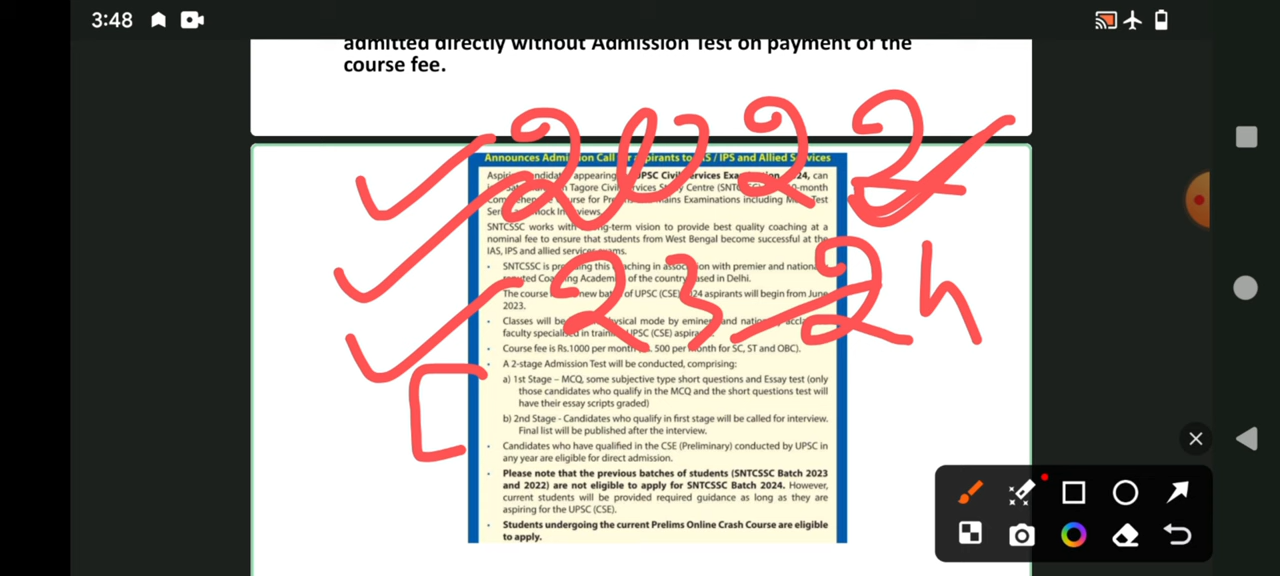 3:48
admitted directly without Admission Test on payment of the
course fee.
2022
23-24
Announces Admission Call for aspirants to IAS / IPS and Allied Services
candidates appearing UPSC Civil Services Examination, 2024, can
Tagore Civil Services Study Centre (SNTCSSC) 10-month
Course for Prelims Mains Examinations including Test
Series Mock Interviews.
SNTCSSC works with long-term vision to provide best quality coaching at a
nominal fee to ensure that students from West Bengal become successful at the
IAS, IPS and allied services exams.
• SNTCSSC is providing this coaching in association with premier and national
reputed Coaching Academy of the country based in Delhi.
• The course new batch of UPSC (CSE) 2024 aspirants will begin from June
2023.
• Classes will be physical mode by eminent and nationally
faculty specialised in training UPSC (CSE) aspirants.
• Course fee is Rs.1000 per month 500 per month for SC, ST and OBC).
• A 2-stage Admission Test will be conducted, comprising:
a) 1st Stage – MCQ, some subjective type short questions and Essay test (only
those candidates who qualify in the MCQ and the short questions test will
have their essay scripts graded)
b) 2nd Stage - Candidates who qualify in first stage will be called for interview.
Final list will be published after the interview.
• Candidates who have qualified in the CSE (Preliminary) conducted by UPSC in
any year are eligible for direct admission.
• Please note that the previous batches of students (SNTCSSC Batch 2023
and 2022) are not eligible to apply for SNTCSSC Batch 2024. However,
current students will be provided required guidance as long as they are
aspiring for the UPSC (CSE).
• Students undergoing the current Prelims Online Crash Course are eligible
to apply.